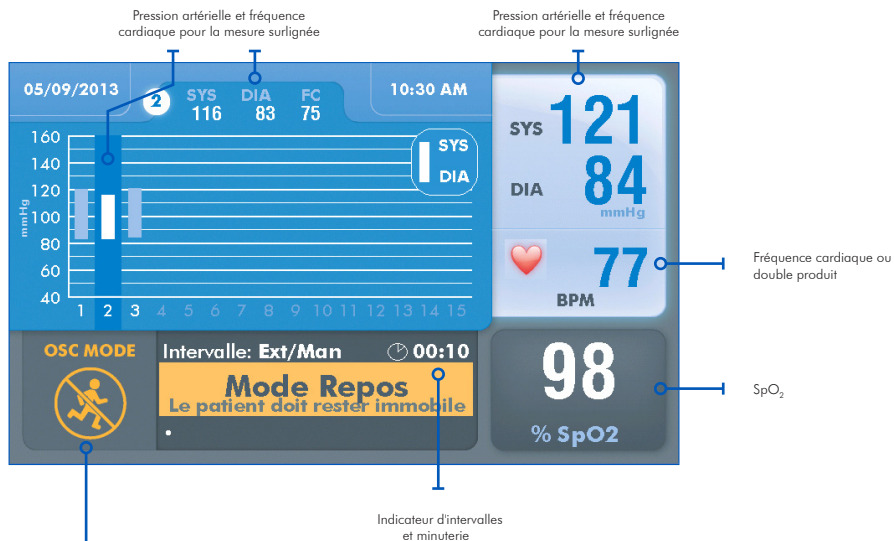 Pression artérielle et fréquence
cardiaque pour la mesure surlignée
Pression artérielle et fréquence
cardiaque pour la mesure surlignée
05/09/2013
2
SYS DIA FC
116 83 75
10:30 AM
160
140
120
100
80
60
40
mmHg
SYS
DIA
1 2 3 4 5 6 7 8 9 10 11 12 13 14 15
SYS 121
DIA 84
mmHg
77
BPM
Fréquence cardiaque ou
double produit
OSC MODE
Intervalle: Ext/Man 00:10
Mode Repos
Le patient doit rester immobile
98
% SpO2
SpO₂
Indicateur d'intervalles
et minuterie